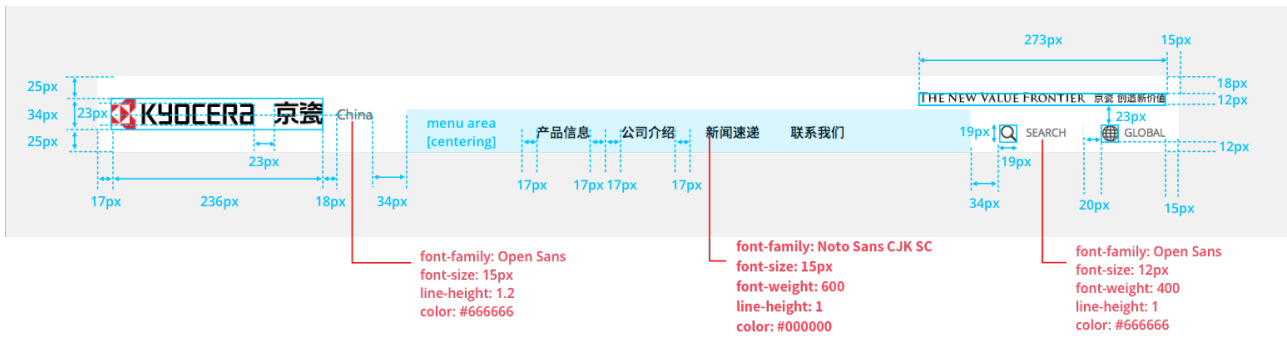 273px
15px
25px
18px
KYOCERA 京瓷 China
THE NEW VALUE FRONTIER 京瓷 创造新价值
12px
34px
23px
23px
menu area
[centering]
产品信息
公司介绍
新闻速递
联系我们
19px
SEARCH
GLOBAL
25px
12px
23px
19px
17px
17px
17px
17px
17px
236px
18px
34px
34px
20px
15px
font-family: Open Sans
font-size: 15px
line-height: 1.2
color: #666666
font-family: Noto Sans CJK SC
font-size: 15px
font-weight: 600
line-height: 1
color: #000000
font-family: Open Sans
font-size: 12px
font-weight: 400
line-height: 1
color: #666666